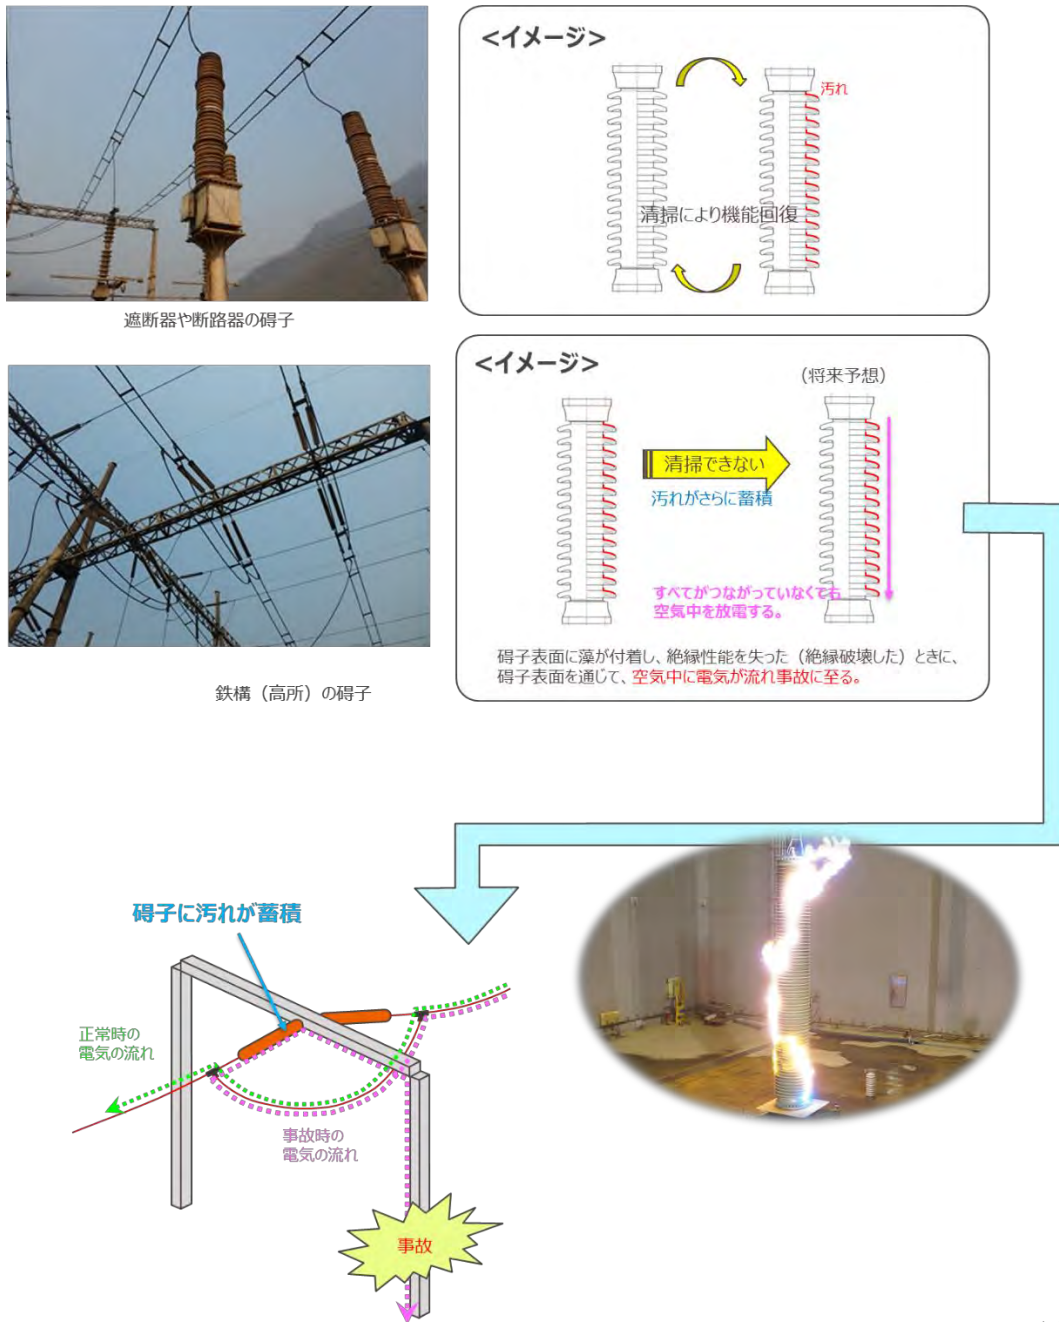 <イメージ>
汚れ
清掃により機能回復
遮断器や断路器の碍子
<イメージ>
(将来予想)
清掃できない
汚れがさらに蓄積
すべてがつながっていなくても
空気中を放電する。
碍子表面に藻が付着し、絶縁性能を失った（絶縁破壊した）ときに、
碍子表面を通じて、空気中に電気が流れ事故に至る。
鉄構（高所）の碍子
碍子に汚れが蓄積
正常時の
電気の流れ
事故時の
電気の流れ
事故